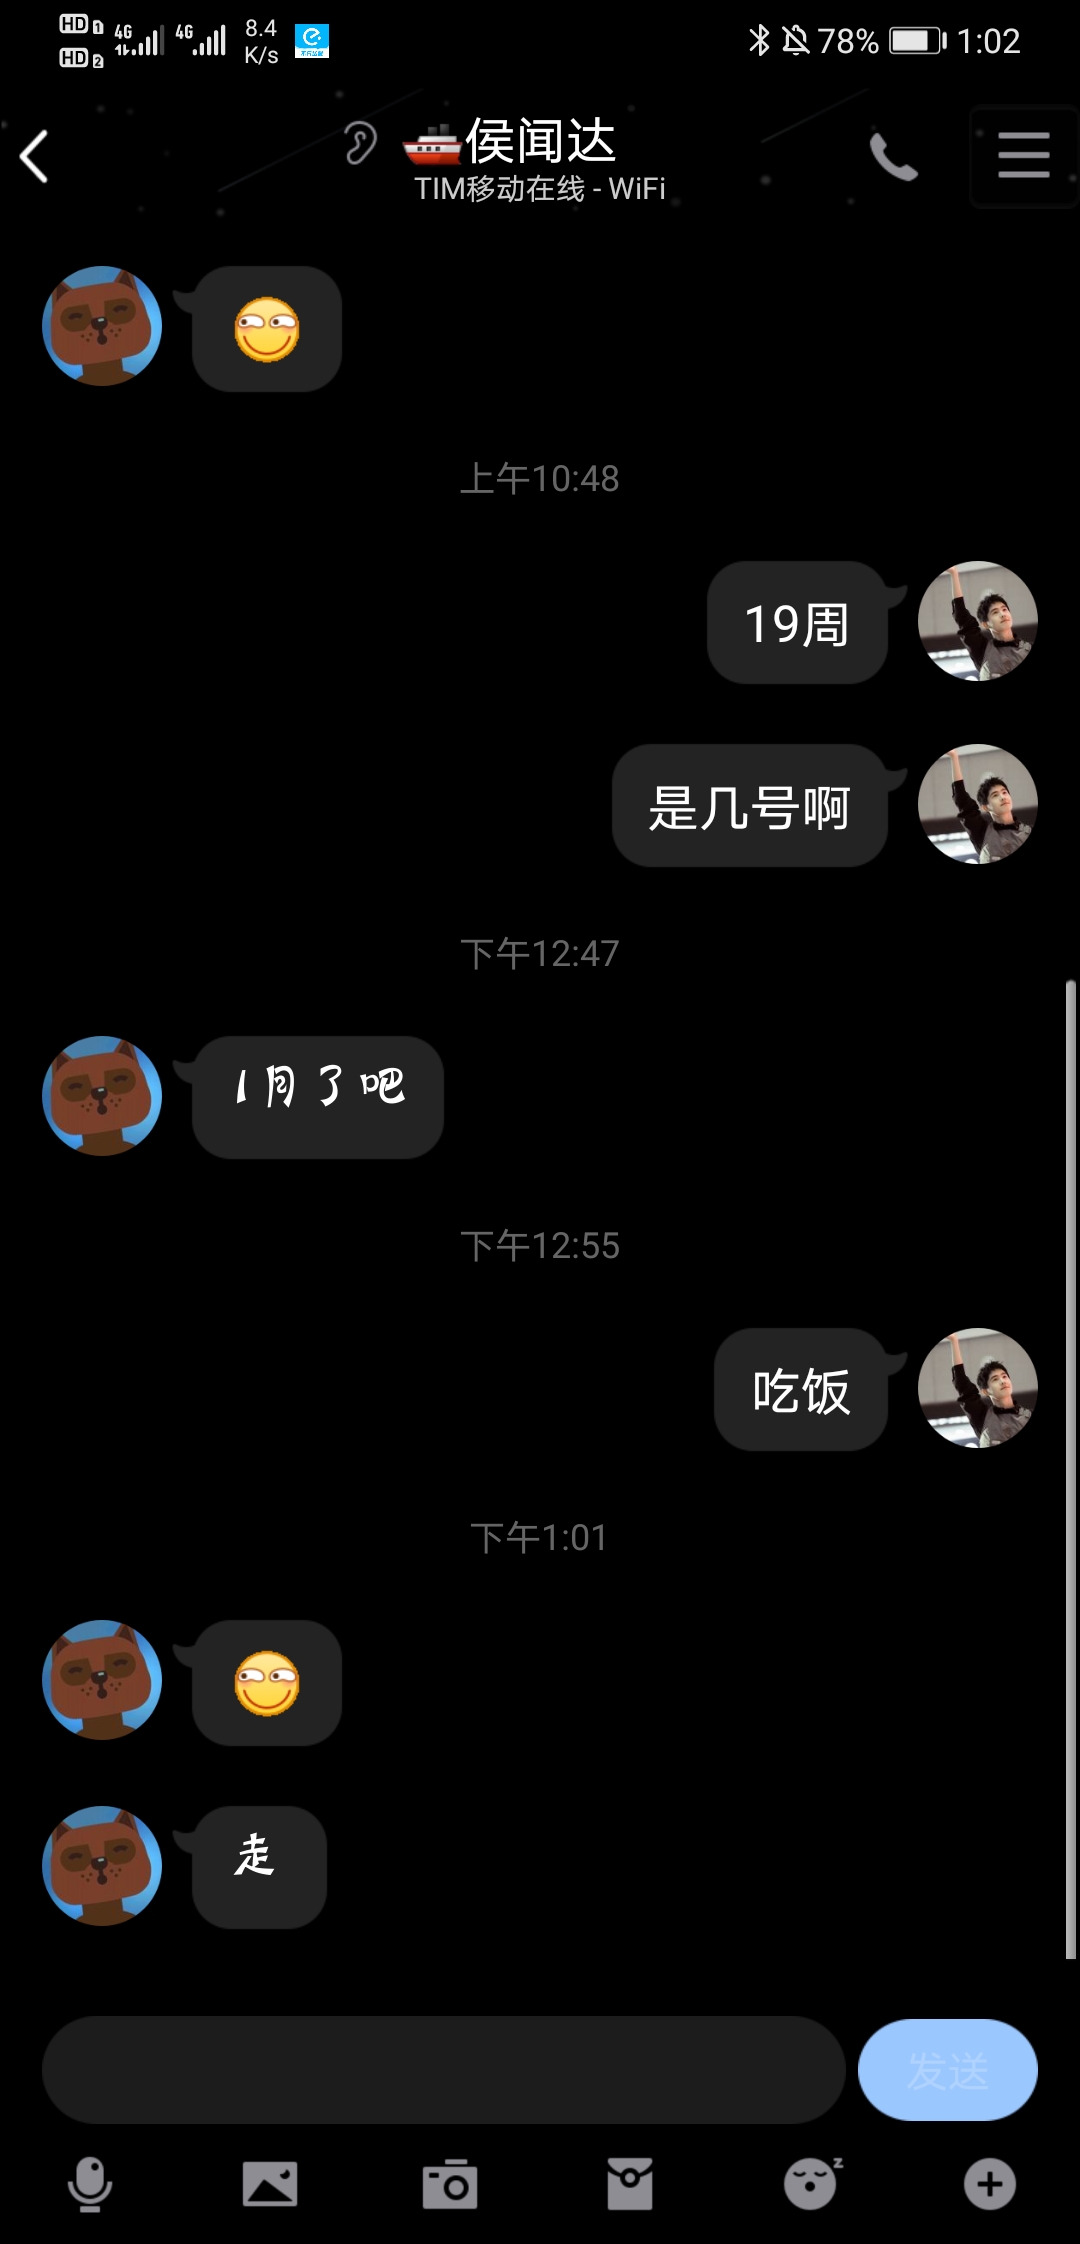 HD 1 4G 4G 8.4 78% 1:02
HD 2 K/s
侯闻达
TIM移动在线 - WiFi
上午10:48
19周
是几号啊
下午12:47
1月了吧
下午12:55
吃饭
下午1:01
走
发送